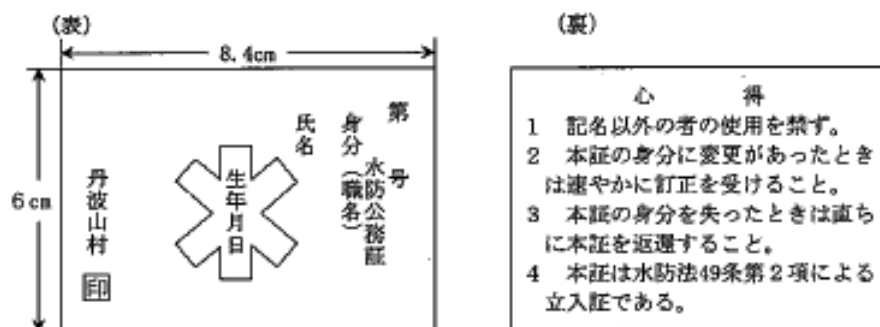 (表)
8.4cm
6cm
第 号
水防公務証
身分(職名)
氏名
生年月日
丹波山村
印
(裏)
心 得
1 記名以外の者の使用を禁ず。
2 本証の身分に変更があったとき
は速やかに訂正を受けること。
3 本証の身分を失ったときは直ち
に本証を返還すること。
4 本証は水防法49条第2項による
立入証である。